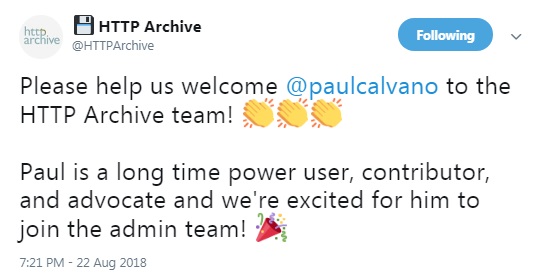 http
archive
💾 HTTP Archive
@HTTPArchive
Following
Please help us welcome @paulcalvano to the
HTTP Archive team! 👏👏👏
Paul is a long time power user, contributor,
and advocate and we're excited for him to
join the admin team! 🎉
7:21 PM - 22 Aug 2018